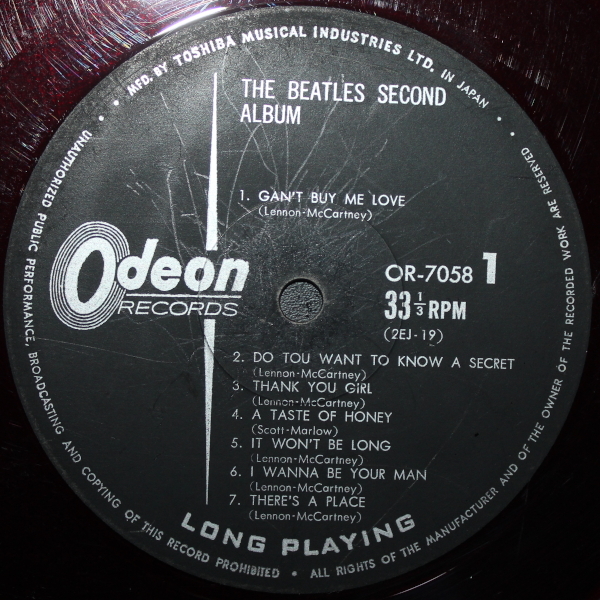 MFD. BY TOSHIBA MUSICAL INDUSTRIES LTD. IN JAPAN
THE BEATLES SECOND
ALBUM
1. GAN'T BUY ME LOVE
(Lennon-McCartney)
Odeon
RECORDS
OR-7058 1
33 1/3 RPM
(2EJ-19)
2. DO TOU WANT TO KNOW A SECRET
(Lennon-McCartney)
3. THANK YOU GIRL
(Lennon-McCartney)
4. A TASTE OF HONEY
(Scott-Marlow)
5. IT WON'T BE LONG
(Lennon-McCartney)
6. I WANNA BE YOUR MAN
(Lennon-McCartney)
7. THERE'S A PLACE
(Lennon-McCartney)
LONG PLAYING
UNAUTHORIZED PUBLIC PERFORMANCE, BROADCASTING AND COPYING OF THIS RECORD PROHIBITED • ALL RIGHTS OF THE MANUFACTURER AND OF THE OWNER OF THE RECORDED WORK ARE RESERVED